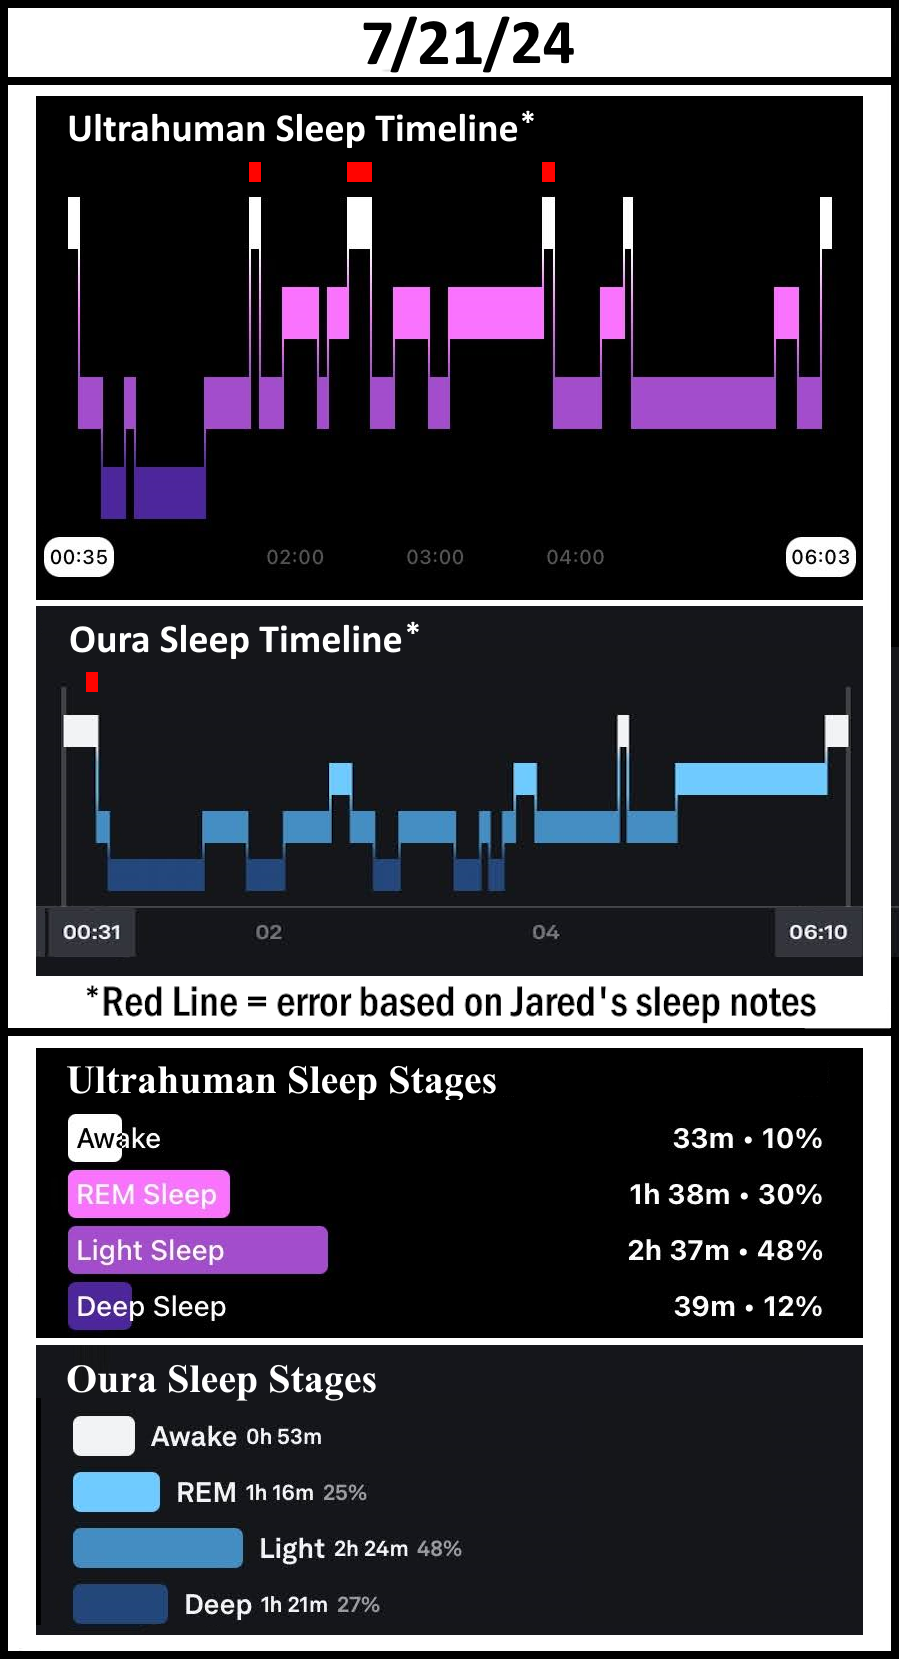 7/21/24
Ultrahuman Sleep Timeline*
00:35 02:00 03:00 04:00 06:03
Oura Sleep Timeline*
00:31 02 04 06:10
*Red Line = error based on Jared's sleep notes
Ultrahuman Sleep Stages
Awake 33m • 10%
REM Sleep 1h 38m • 30%
Light Sleep 2h 37m • 48%
Deep Sleep 39m • 12%
Oura Sleep Stages
Awake 0h 53m
REM 1h 16m 25%
Light 2h 24m 48%
Deep 1h 21m 27%